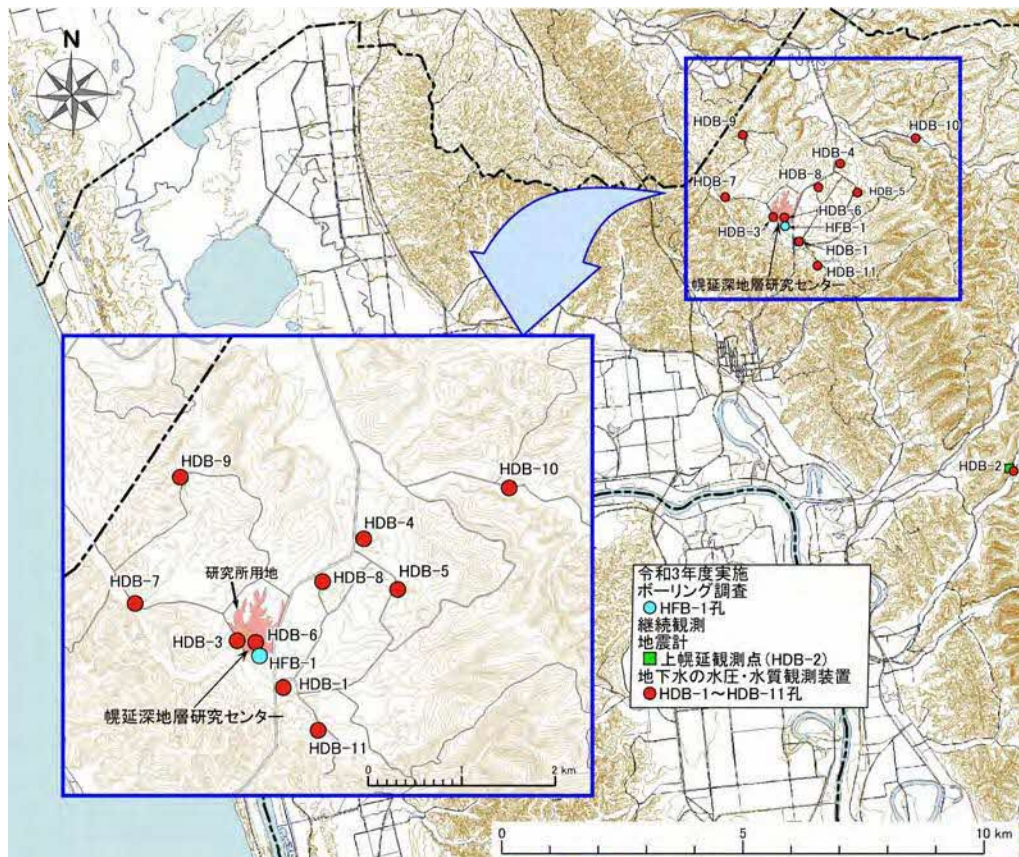 N
HDB-9
HDB-10
HDB-4
HDB-8
HDB-7
HDB-5
HDB-6
HDB-3
HFB-1
HDB-1
HDB-11
幌延深地層研究センター
HDB-2
HDB-9
HDB-10
HDB-4
研究所用地
HDB-8
HDB-5
HDB-7
HDB-3
HDB-6
HFB-1
HDB-1
幌延深地層研究センター
HDB-11
0 1 2 km
令和3年度実施
ボーリング調査
HFB-1孔
継続観測
地震計
上幌延観測点(HDB-2)
地下水の水圧・水質観測装置
HDB-1~HDB-11孔
0 5 10 km